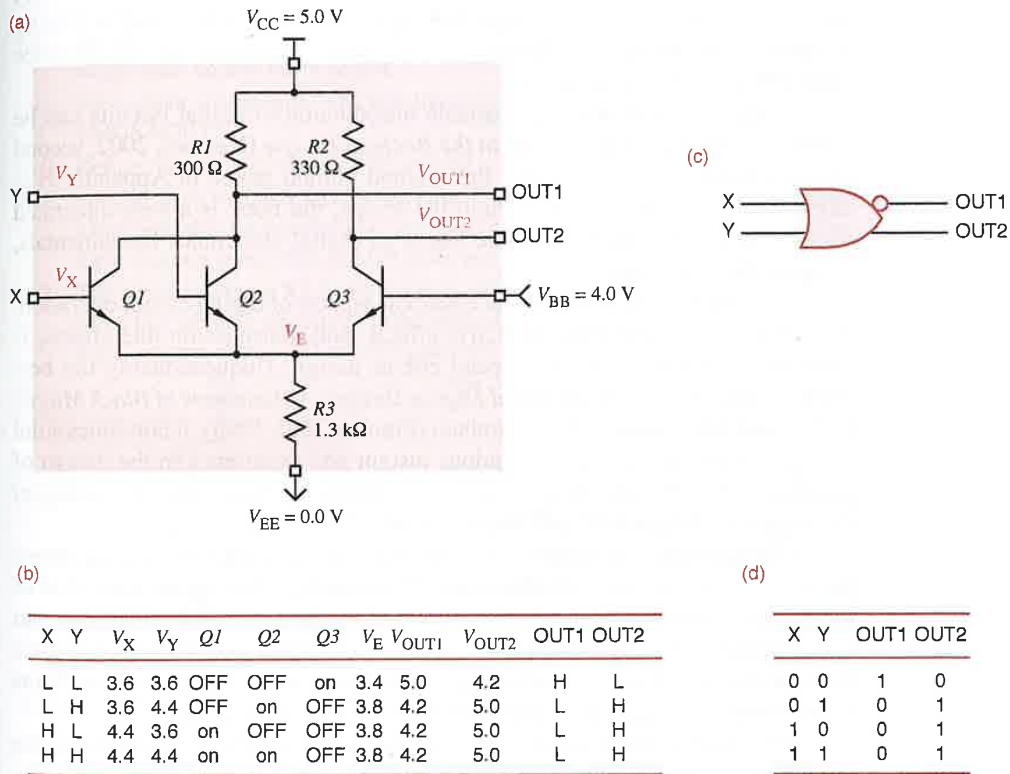 (a)
V_CC = 5.0 V
R1
300 Ω
R2
330 Ω
V_Y
V_OUT1
Y
OUT1
V_OUT2
OUT2
V_X
X
Q1
Q2
Q3
V_BB = 4.0 V
V_E
R3
1.3 kΩ
V_EE = 0.0 V
(c)
X
OUT1
Y
OUT2
(b)
X Y V_X V_Y Q1 Q2 Q3 V_E V_OUT1 V_OUT2 OUT1 OUT2
L L 3.6 3.6 OFF OFF on 3.4 5.0 4.2 H L
L H 3.6 4.4 OFF on OFF 3.8 4.2 5.0 L H
H L 4.4 3.6 on OFF OFF 3.8 4.2 5.0 L H
H H 4.4 4.4 on on OFF 3.8 4.2 5.0 L H
(d)
X Y OUT1 OUT2
0 0 1 0
0 1 0 1
1 0 0 1
1 1 0 1